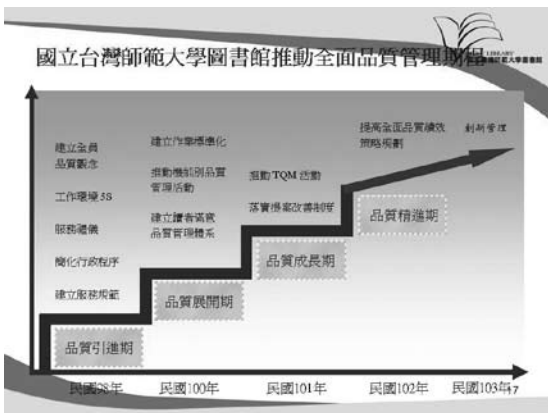 國立台灣師範大學圖書館推動全面品質管理期程
LIBRARY
建立全員
品質觀念
工作環境5S
服務禮儀
簡化行政程序
建立服務規範
品質引進期
建立作業標準化
推動機能別品質
管理活動
建立讀者滿意
品質管理體系
品質展開期
推動TQM活動
落實提案改善制度
品質成長期
提高全面品質績效
策略規劃
品質精進期
創新管理
民國98年
民國100年
民國101年
民國102年
民國103年
17